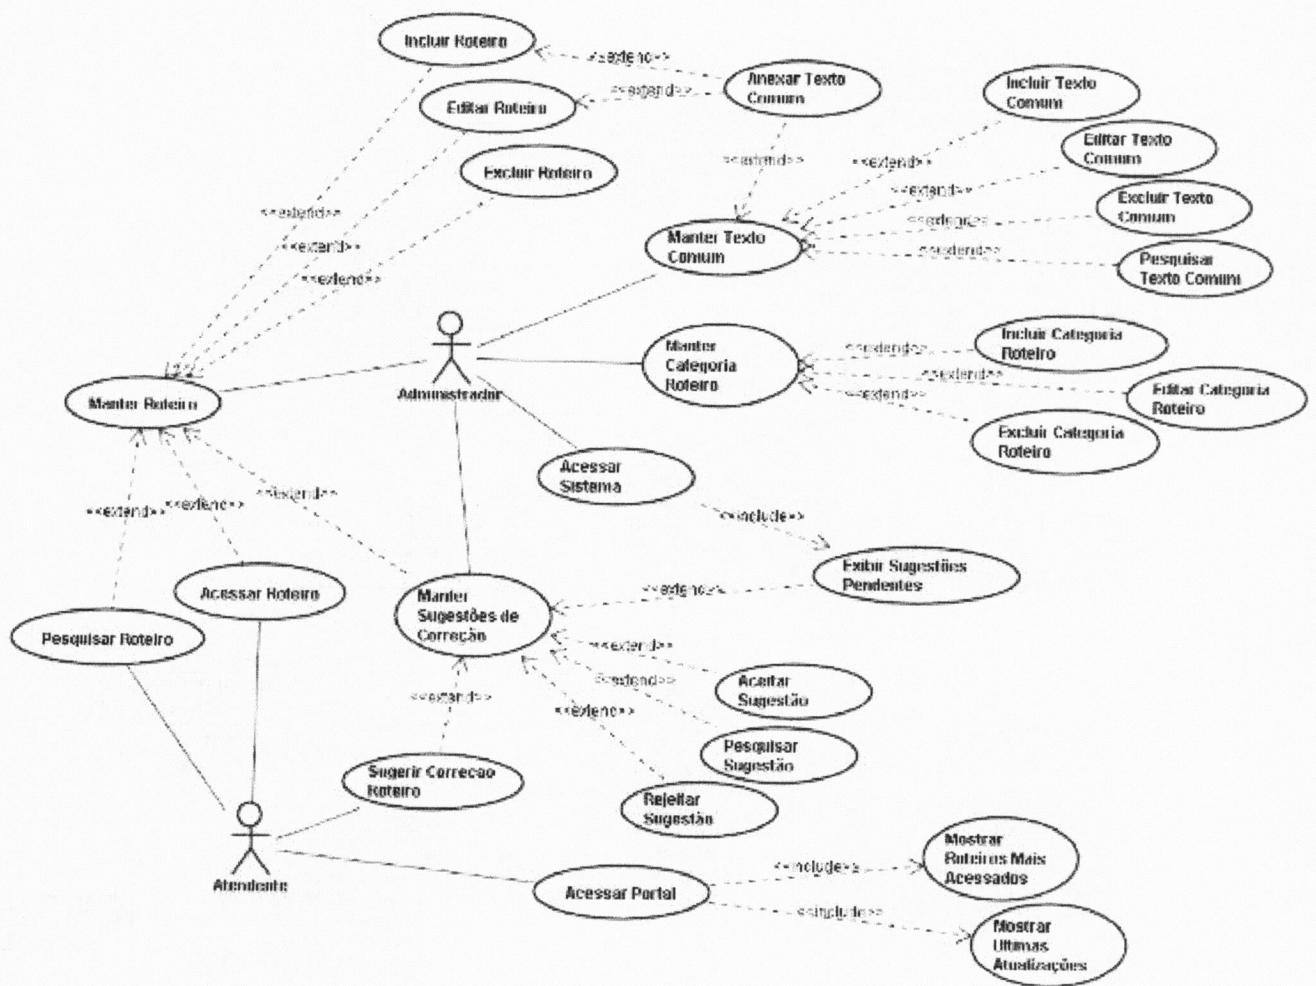 Incluir Roteiro
<<extend>>
Anexar Texto
Comum
Incluir Texto
Comum
Editar Roteiro
<<extend>>
Editar Texto
Comum
<<extend>>
<<extend>>
Excluir Roteiro
<<extend>>
Excluir Texto
Comum
<<extend>>
<<extend>>
Manter Texto
Comum
<<extend>>
<<extend>>
Pesquisar
Texto Comum
<<extend>>
Incluir Categoria
Roteiro
Manter
Categoria
Roteiro
<<extend>>
<<extend>>
Editar Categoria
Roteiro
<<extend>>
Manter Roteiro
Administrador
Excluir Categoria
Roteiro
Acessar
Sistema
<<extend>>
<<extend>>
<<extend>>
<<include>>
Exibir Sugestões
Pendentes
Acessar Roteiro
Manter
Sugestões de
Correção
<<extend>>
Pesquisar Roteiro
<<extend>>
<<extend>>
Aceitar
Sugestão
<<extend>>
<<extend>>
Pesquisar
Sugestão
Sugerir Correcao
Roteiro
Rejeitar
Sugestão
Atendente
Acessar Portal
<<include>>
Mostrar
Roteiros Mais
Acessados
<<include>>
Mostrar
Ultimas
Atualizações